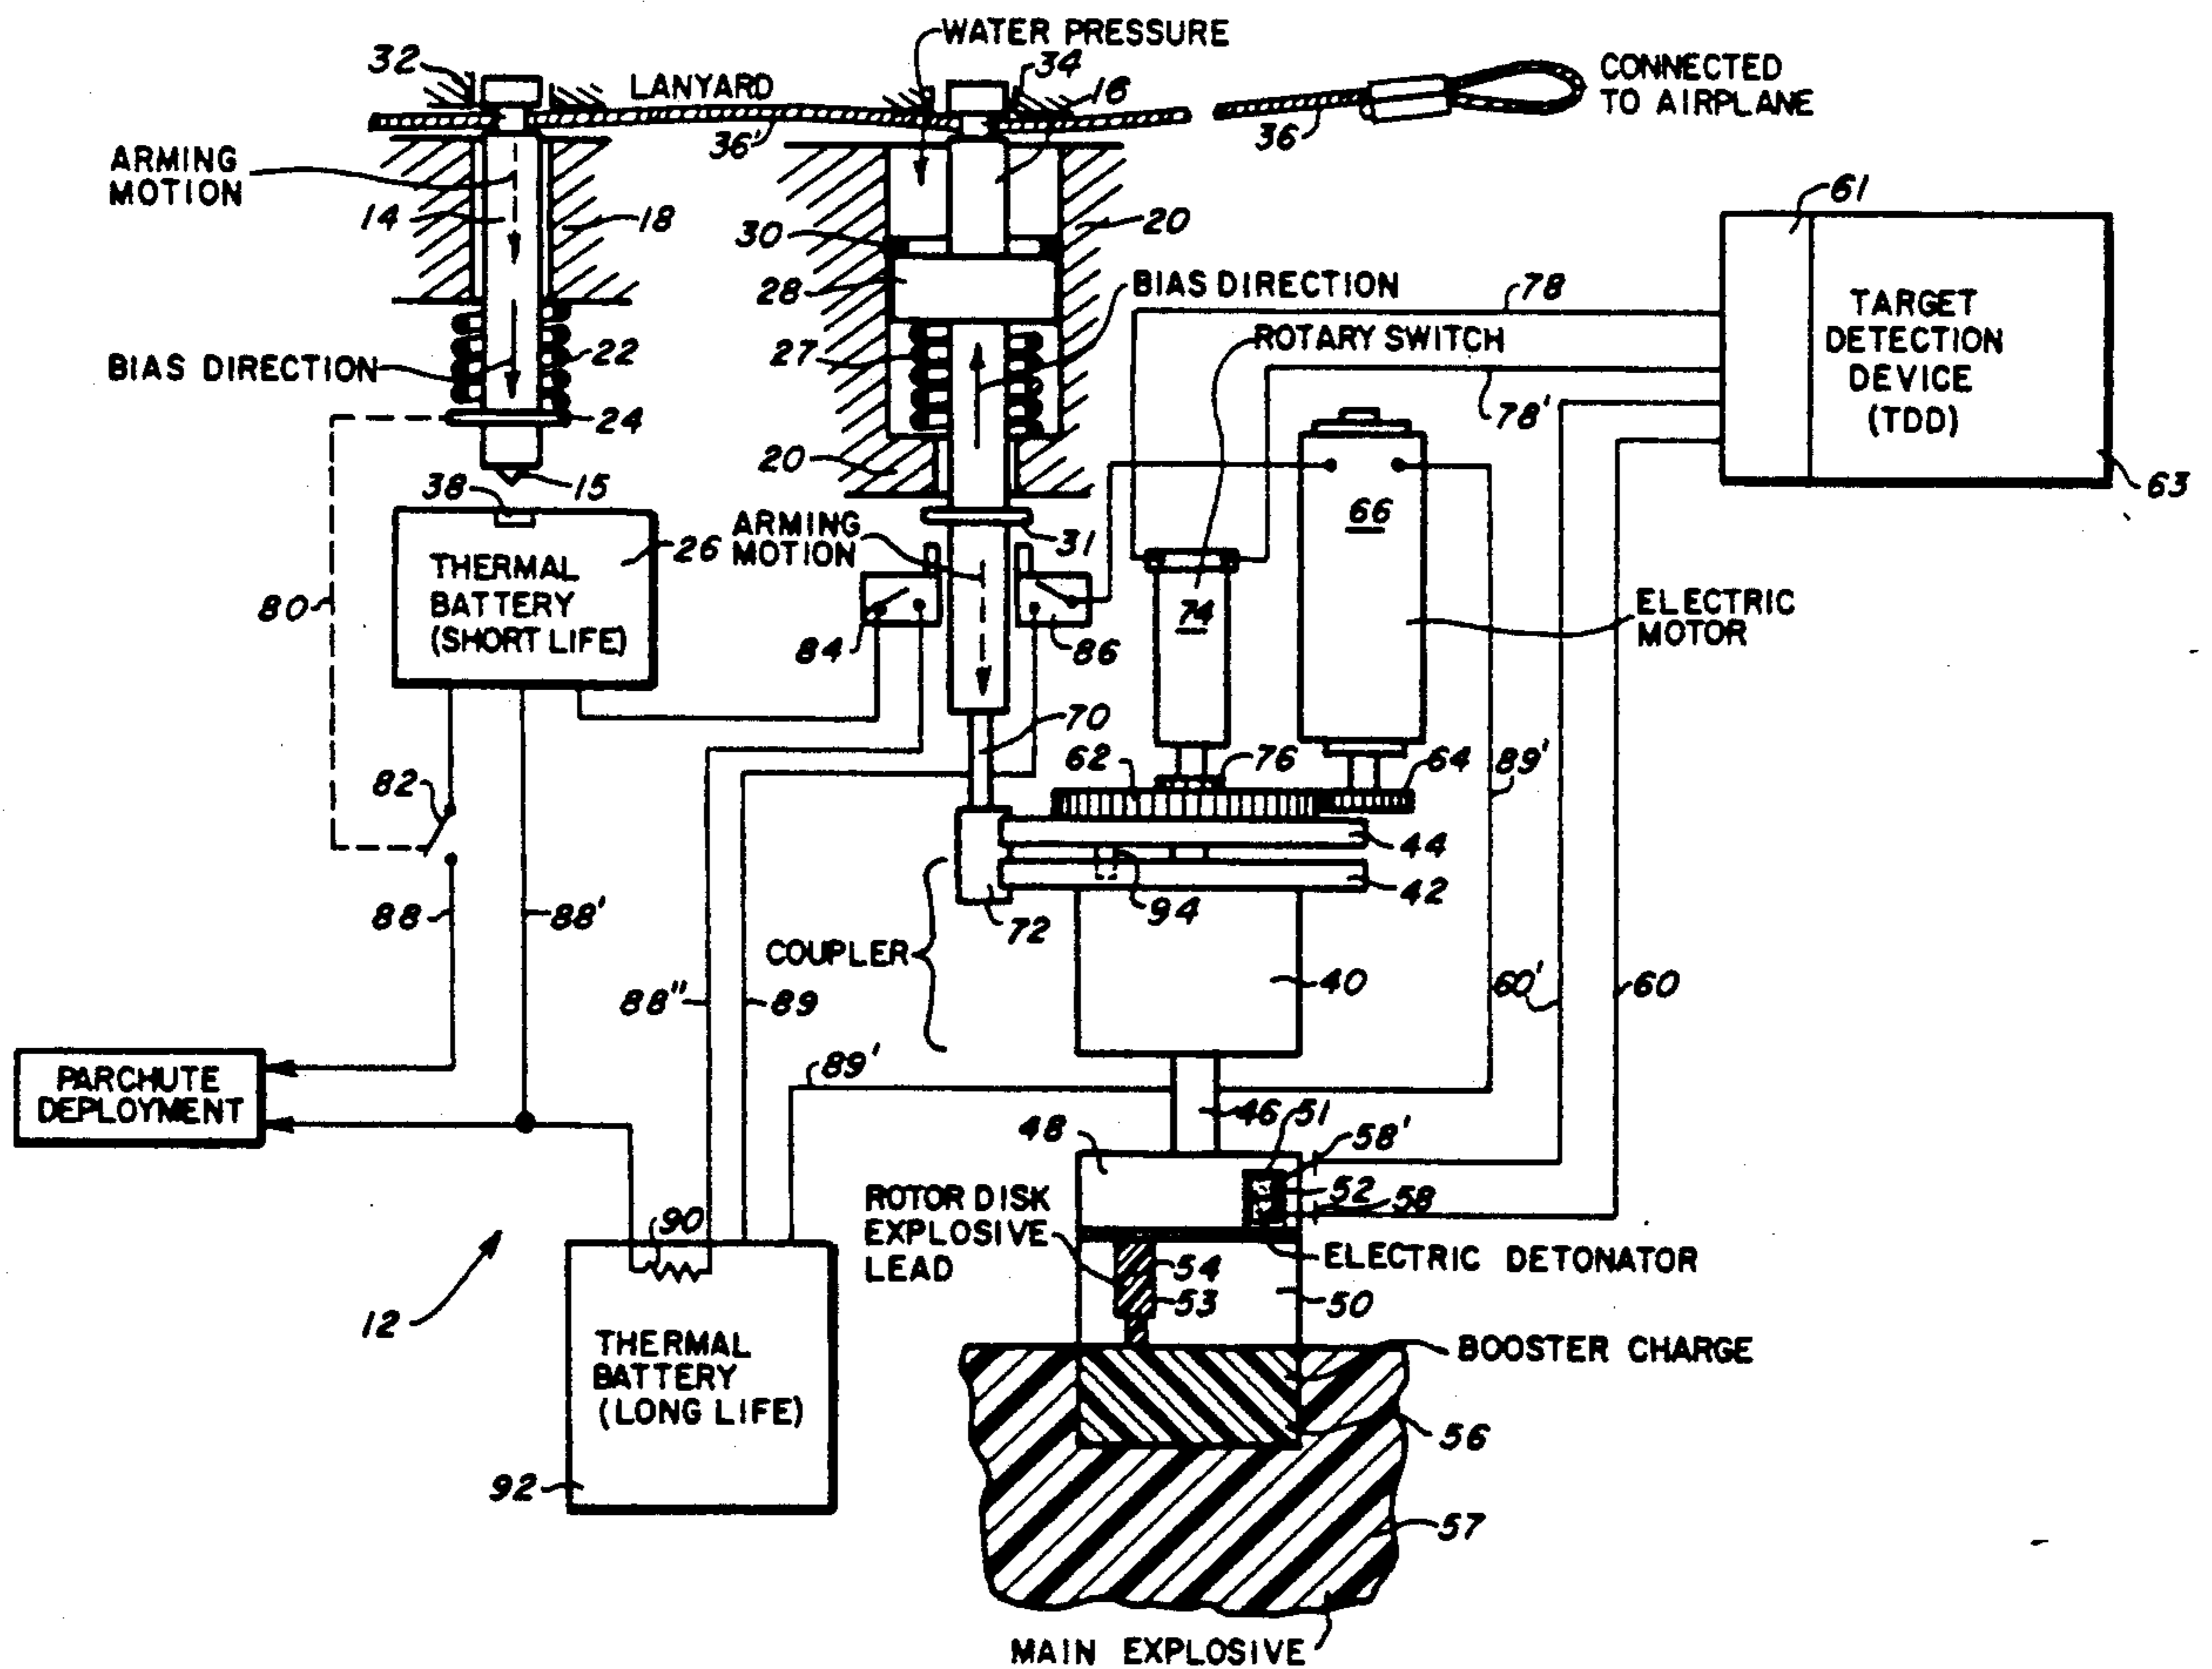 WATER PRESSURE
32
LANYARD
34
16
CONNECTED
TO AIRPLANE
36'
36
ARMING
MOTION
14
18
30
20
61
28
BIAS DIRECTION
78
TARGET
DETECTION
DEVICE
(TDD)
ROTARY SWITCH
BIAS DIRECTION
22
27
78'
24
20
38
15
66
63
ARMING
MOTION
31
26
THERMAL
BATTERY
(SHORT LIFE)
80
74
ELECTRIC
MOTOR
84
86
70
62
76
64
89'
82
44
42
94
72
88
88'
COUPLER
40
88"
89
60'
60
PARCHUTE
DEPLOYMENT
89'
46
51
48
58'
52
58
ROTOR DISK
EXPLOSIVE
LEAD
90
ELECTRIC DETONATOR
54
53
50
12
THERMAL
BATTERY
(LONG LIFE)
BOOSTER CHARGE
56
92
57
MAIN EXPLOSIVE